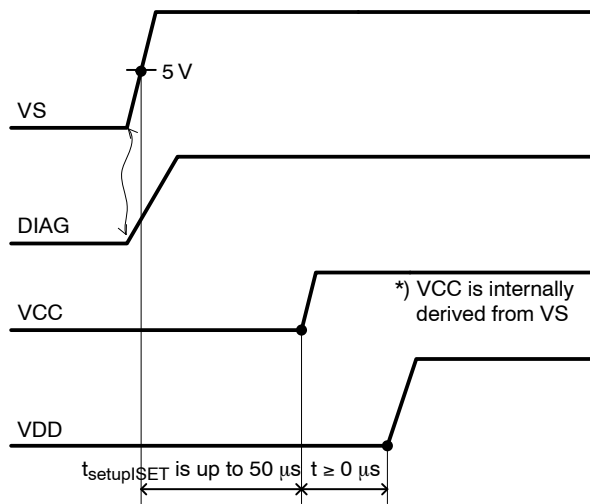 5 V
VS
DIAG
VCC
*) VCC is internally
derived from VS
VDD
tsetupISET is up to 50 μs
t ≥ 0 μs